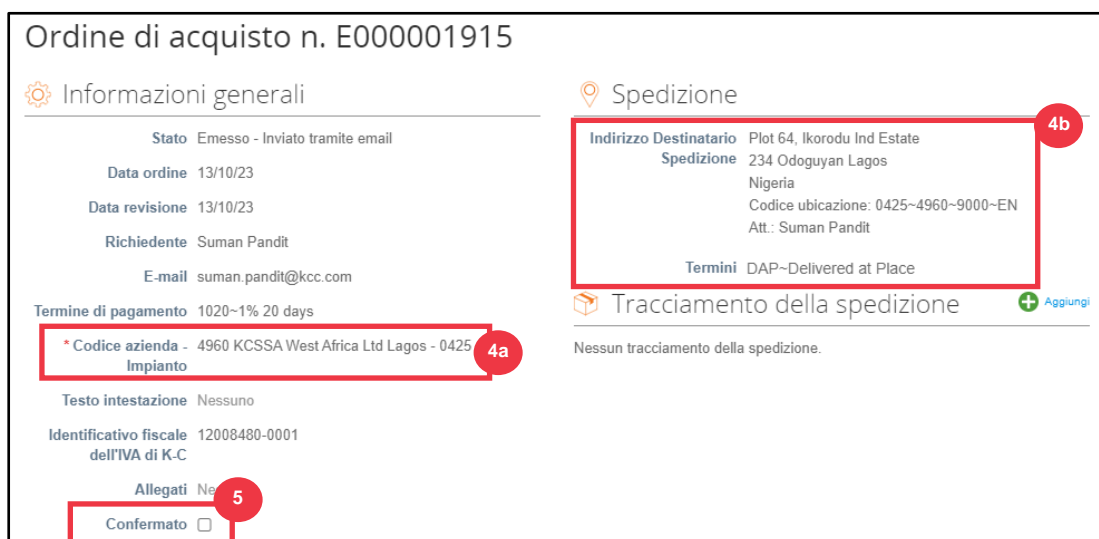 Ordine di acquisto n. E000001915
Informazioni generali
Stato Emesso - Inviato tramite email
Data ordine 13/10/23
Data revisione 13/10/23
Richiedente Suman Pandit
E-mail suman.pandit@kcc.com
Termine di pagamento 1020~1% 20 days
* Codice azienda - 4960 KCSSA West Africa Ltd Lagos - 0425
Impianto
4a
Testo intestazione Nessuno
Identificativo fiscale 12008480-0001
dell'IVA di K-C
Allegati
5
Confermato
Spedizione
4b
Indirizzo Destinatario Plot 64, Ikorodu Ind Estate
Spedizione 234 Odoguyan Lagos
Nigeria
Codice ubicazione: 0425~4960~9000~EN
Att.: Suman Pandit
Termini DAP~Delivered at Place
Tracciamento della spedizione Aggiungi
Nessun tracciamento della spedizione.